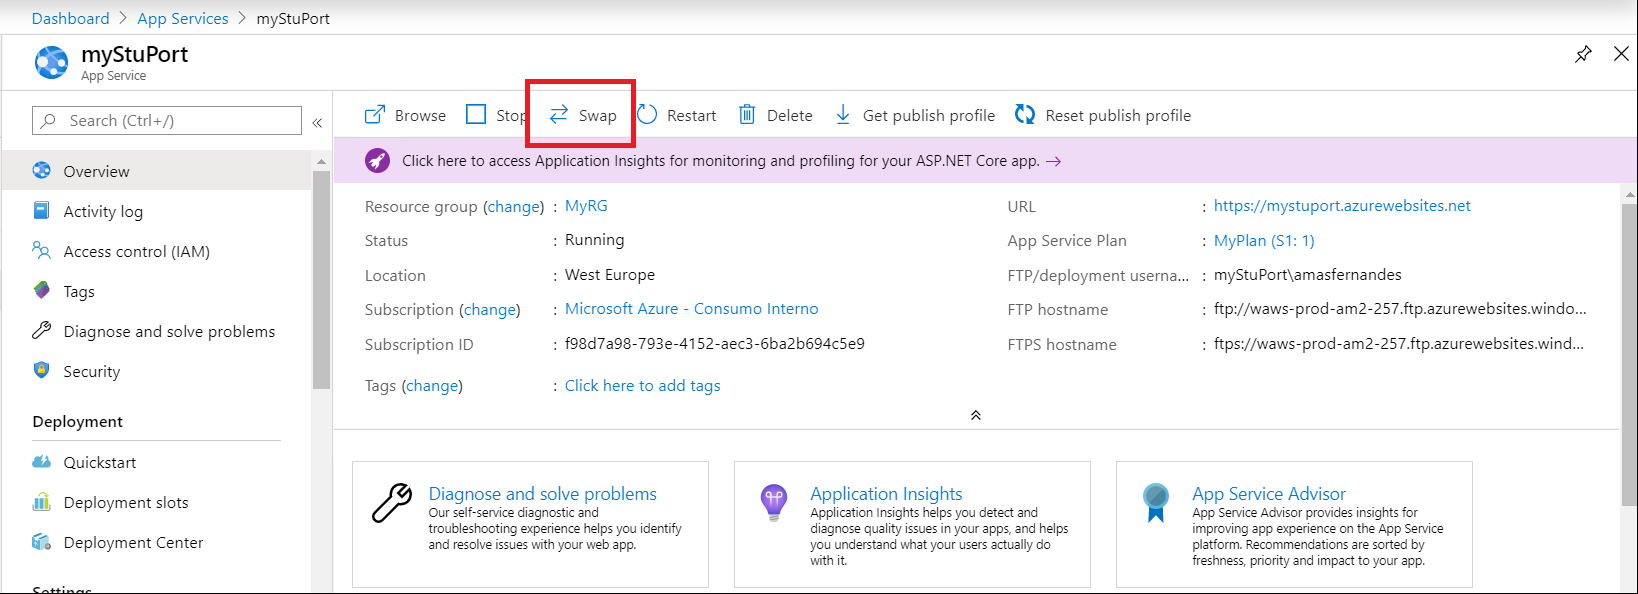 Dashboard > App Services > myStuPort
myStuPort
App Service
Search (Ctrl+/)
«
Overview
Activity log
Access control (IAM)
Tags
Diagnose and solve problems
Security
Deployment
Quickstart
Deployment slots
Deployment Center
Settings
Browse Stop Swap Restart Delete Get publish profile Reset publish profile
Click here to access Application Insights for monitoring and profiling for your ASP.NET Core app. →
Resource group (change) : MyRG
Status : Running
Location : West Europe
Subscription (change) : Microsoft Azure - Consumo Interno
Subscription ID : f98d7a98-793e-4152-aec3-6ba2b694c5e9
Tags (change) : Click here to add tags
URL : https://mystuport.azurewebsites.net
App Service Plan : MyPlan (S1: 1)
FTP/deployment userna... : myStuPort\amasfernandes
FTP hostname : ftp://waws-prod-am2-257.ftp.azurewebsites.windo...
FTPS hostname : ftps://waws-prod-am2-257.ftp.azurewebsites.wind...
Diagnose and solve problems
Our self-service diagnostic and
troubleshooting experience helps you identify
and resolve issues with your web app.
Application Insights
Application Insights helps you detect and
diagnose quality issues in your apps, and helps
you understand what your users actually do
with it.
App Service Advisor
App Service Advisor provides insights for
improving app experience on the App Service
platform. Recommendations are sorted by
freshness, priority and impact to your app.